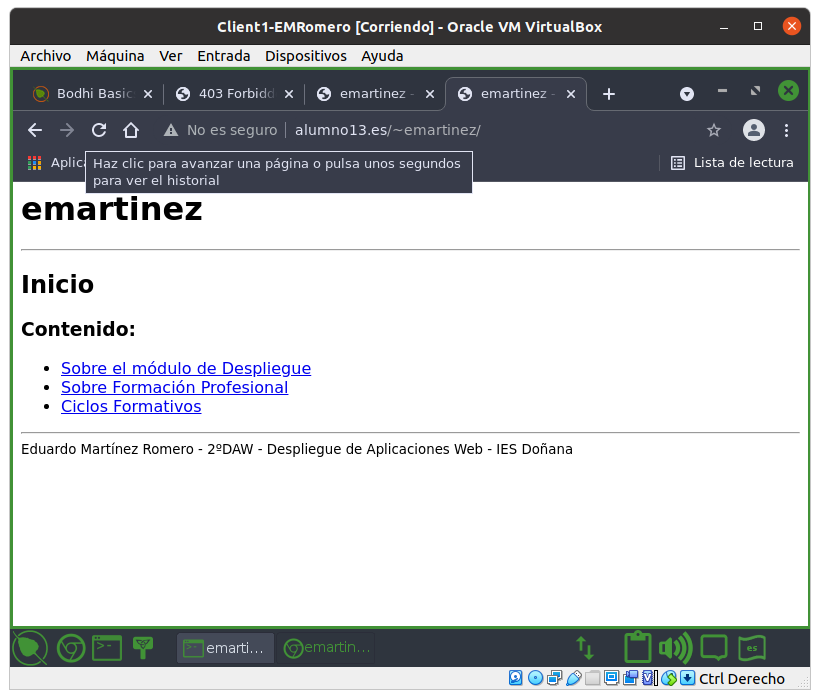 Client1-EMRomero [Corriendo] - Oracle VM VirtualBox
Archivo Máquina Ver Entrada Dispositivos Ayuda
Bodhi Basic 403 Forbidd emartinez - emartinez -
No es seguro alumno13.es/~emartinez/
Aplica Lista de lectura
Haz clic para avanzar una página o pulsa unos segundos
para ver el historial
emartinez
Inicio
Contenido:
Sobre el módulo de Despliegue
Sobre Formación Profesional
Ciclos Formativos
Eduardo Martínez Romero - 2ºDAW - Despliegue de Aplicaciones Web - IES Doñana
emarti... emartin... es
Ctrl Derecho